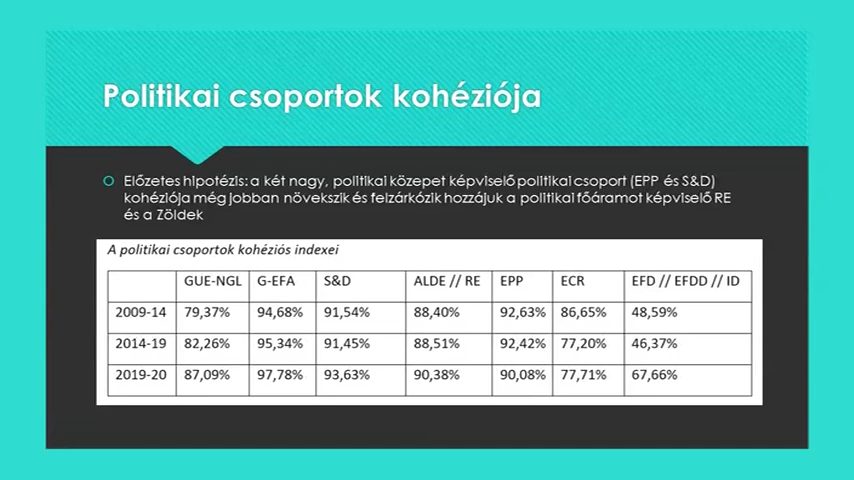 Politikai csoportok kohéziója
Előzetes hipotézis: a két nagy, politikai közepet képviselő politikai csoport (EPP és S&D)
kohéziója még jobban növekszik és felzárkózik hozzájuk a politikai főáramot képviselő RE
és a Zöldek
A politikai csoportok kohéziós indexei
GUE-NGL G-EFA S&D ALDE // RE EPP ECR EFD // EFDD // ID
2009-14 79,37% 94,68% 91,54% 88,40% 92,63% 86,65% 48,59%
2014-19 82,26% 95,34% 91,45% 88,51% 92,42% 77,20% 46,37%
2019-20 87,09% 97,78% 93,63% 90,38% 90,08% 77,71% 67,66%